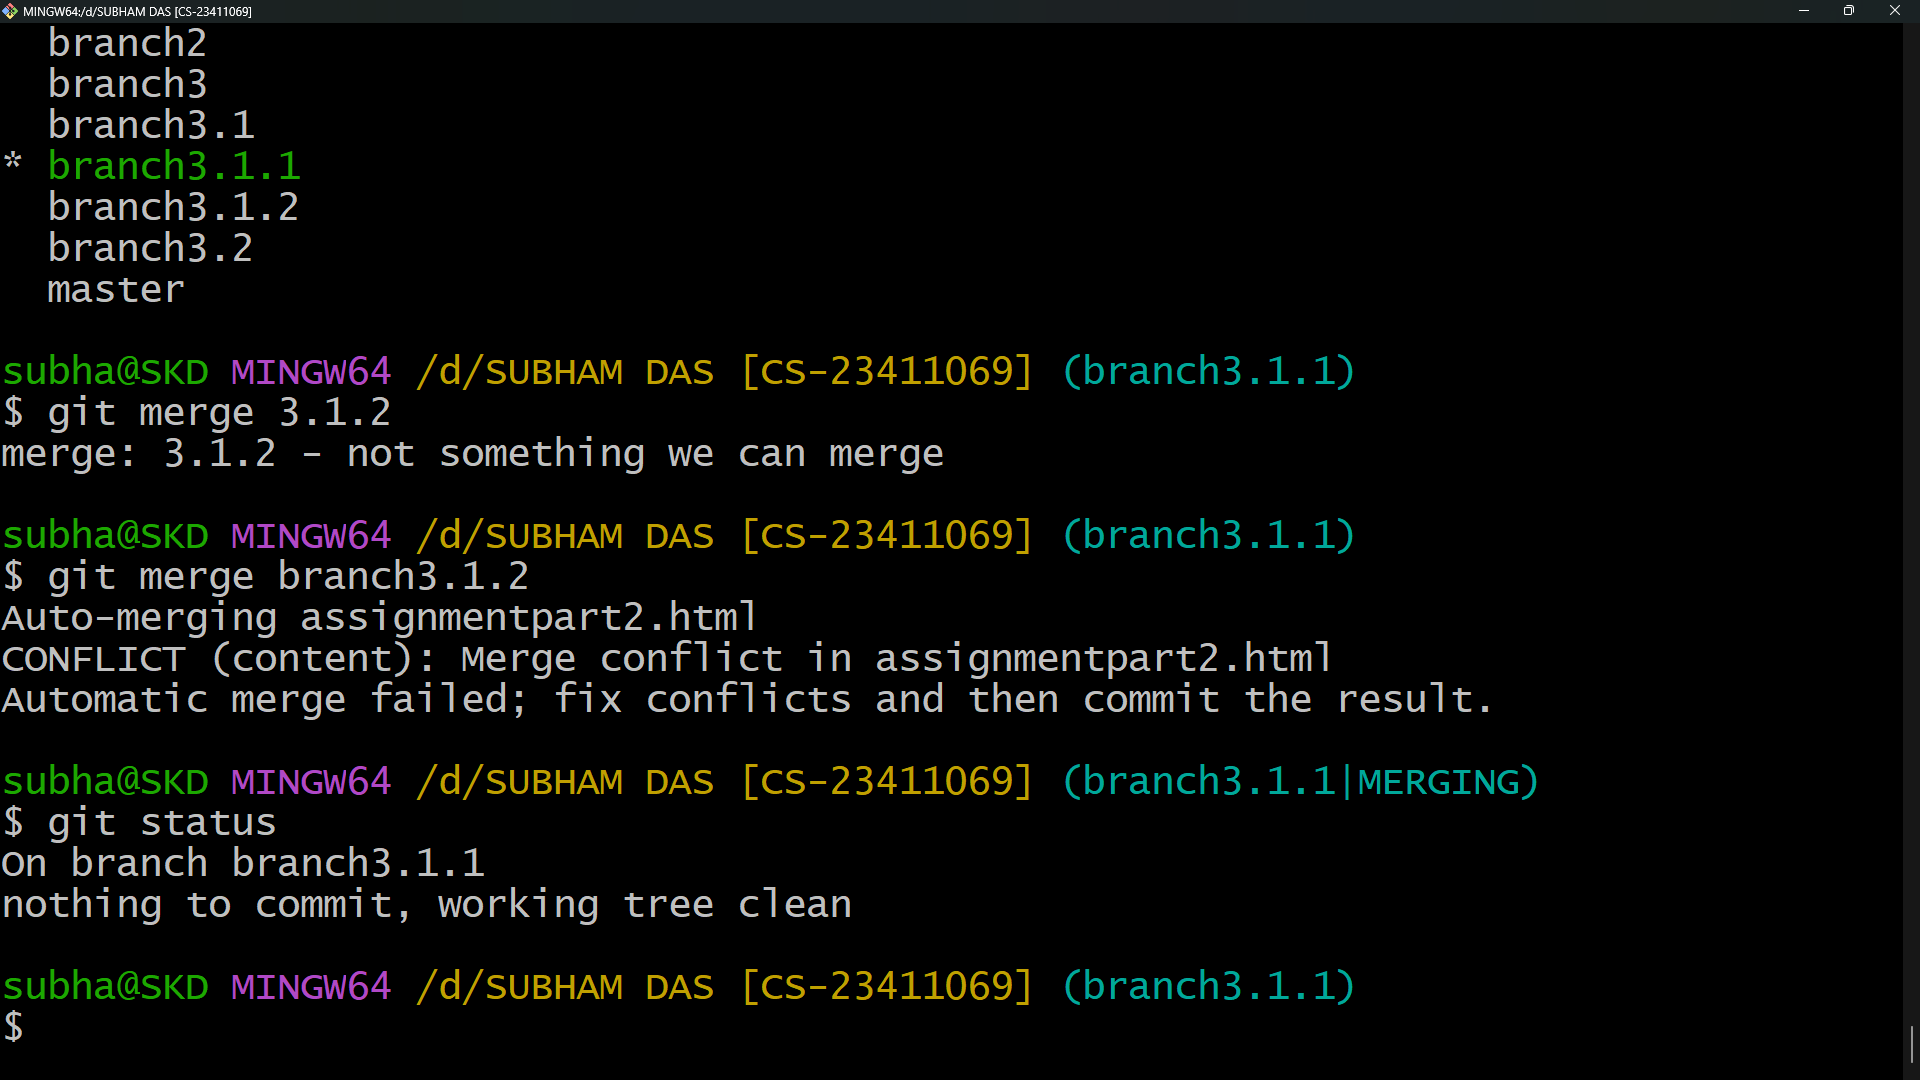 MINGW64:/d/SUBHAM DAS [CS-23411069]
branch2
branch3
branch3.1
* branch3.1.1
branch3.1.2
branch3.2
master
subha@SKD MINGW64 /d/SUBHAM DAS [CS-23411069] (branch3.1.1)
$ git merge 3.1.2
merge: 3.1.2 - not something we can merge
subha@SKD MINGW64 /d/SUBHAM DAS [CS-23411069] (branch3.1.1)
$ git merge branch3.1.2
Auto-merging assignmentpart2.html
CONFLICT (content): Merge conflict in assignmentpart2.html
Automatic merge failed; fix conflicts and then commit the result.
subha@SKD MINGW64 /d/SUBHAM DAS [CS-23411069] (branch3.1.1|MERGING)
$ git status
On branch branch3.1.1
nothing to commit, working tree clean
subha@SKD MINGW64 /d/SUBHAM DAS [CS-23411069] (branch3.1.1)
$